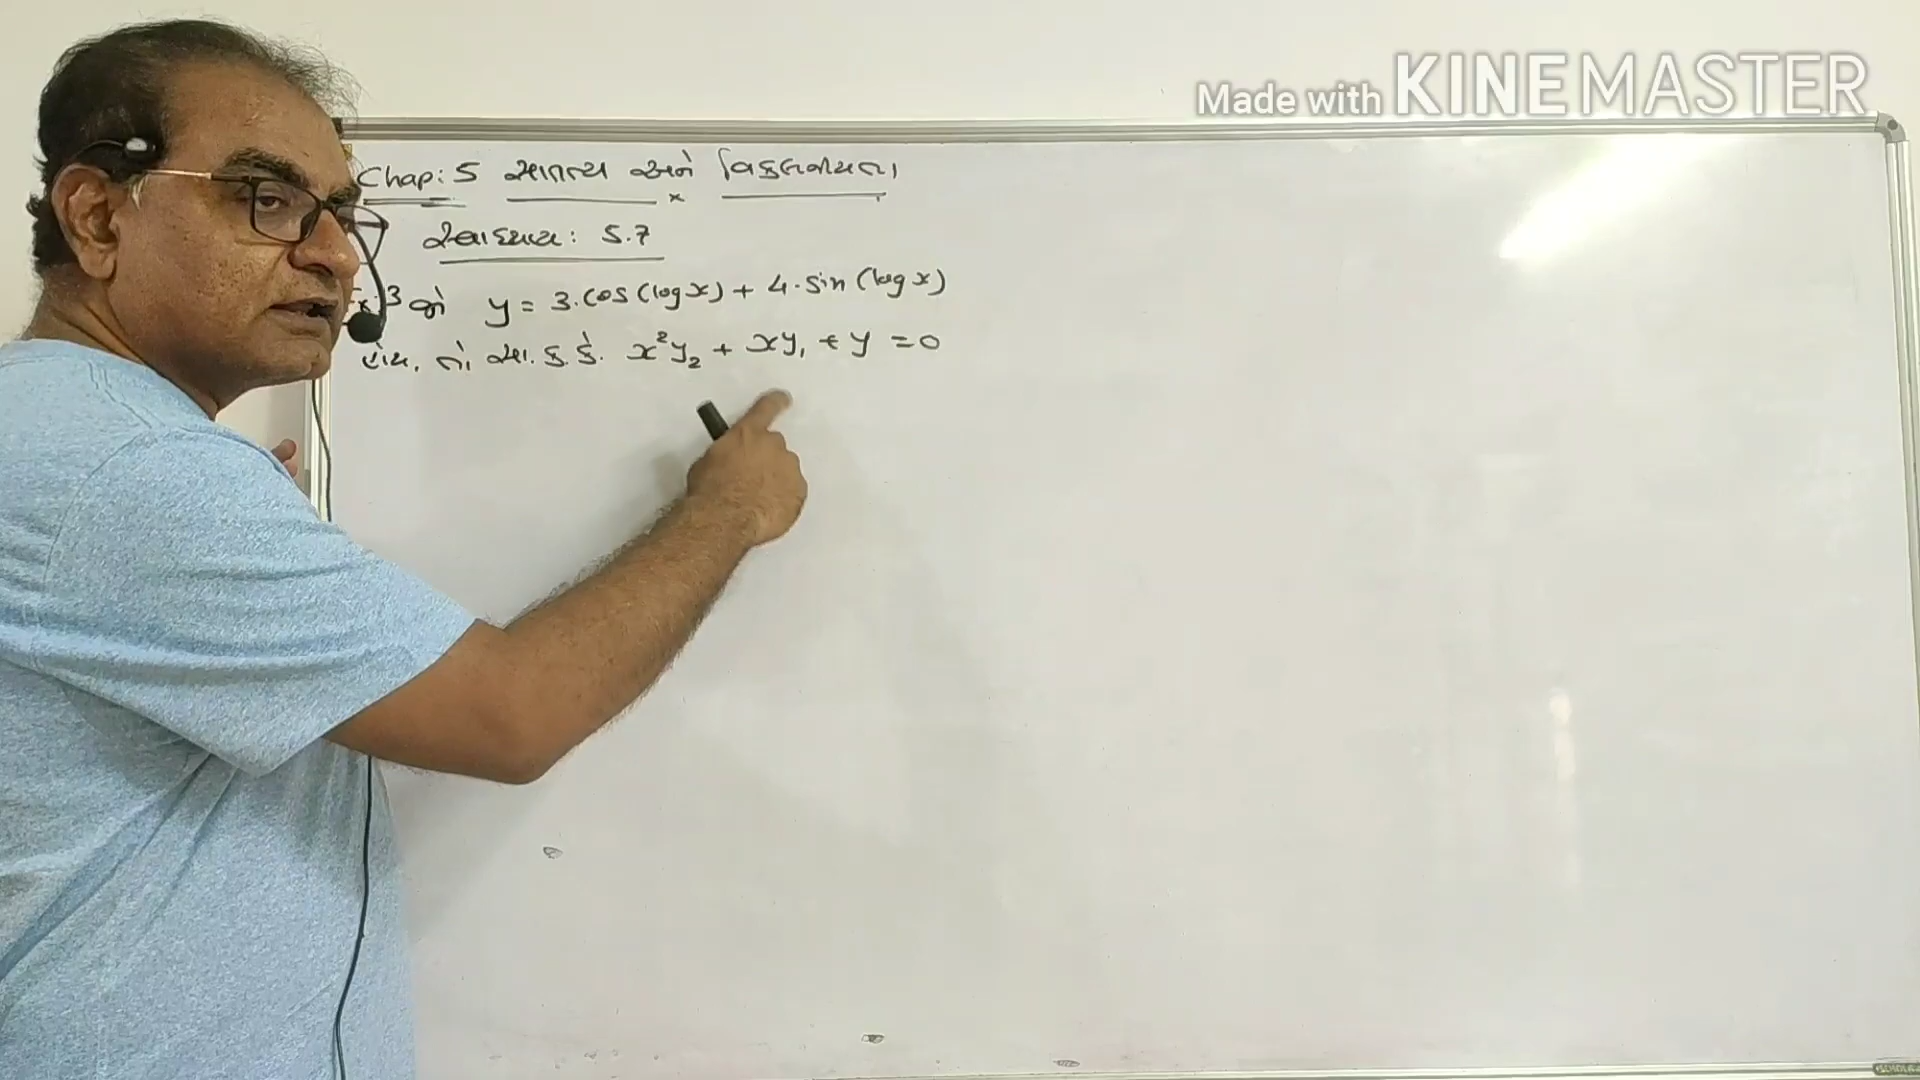 Made with KINEMASTER
Chap: 5 સાતત્ય અને વિકલનીયતા
સ્વાધ્યાય: 5.7
3 જો y = 3.cos(log x) + 4.sin(log x)
હોય, તો સા. કે. x²y₂ + xy₁ + y = 0